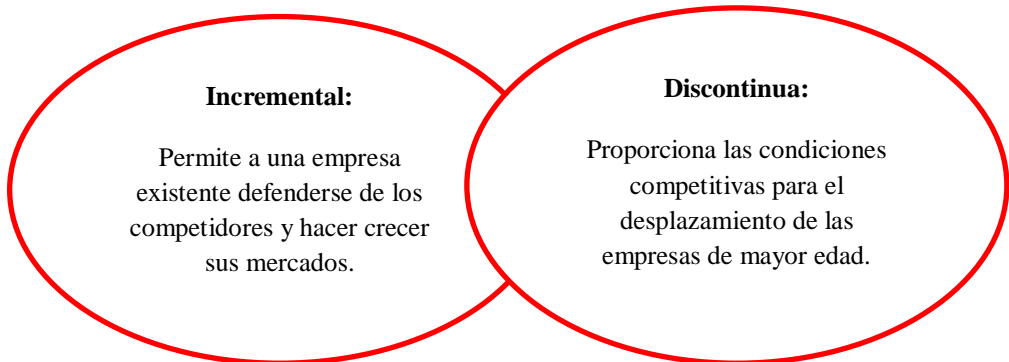 Incremental:
Permite a una empresa
existente defenderse de los
competidores y hacer crecer
sus mercados.
Discontinua:
Proporciona las condiciones
competitivas para el
desplazamiento de las
empresas de mayor edad.